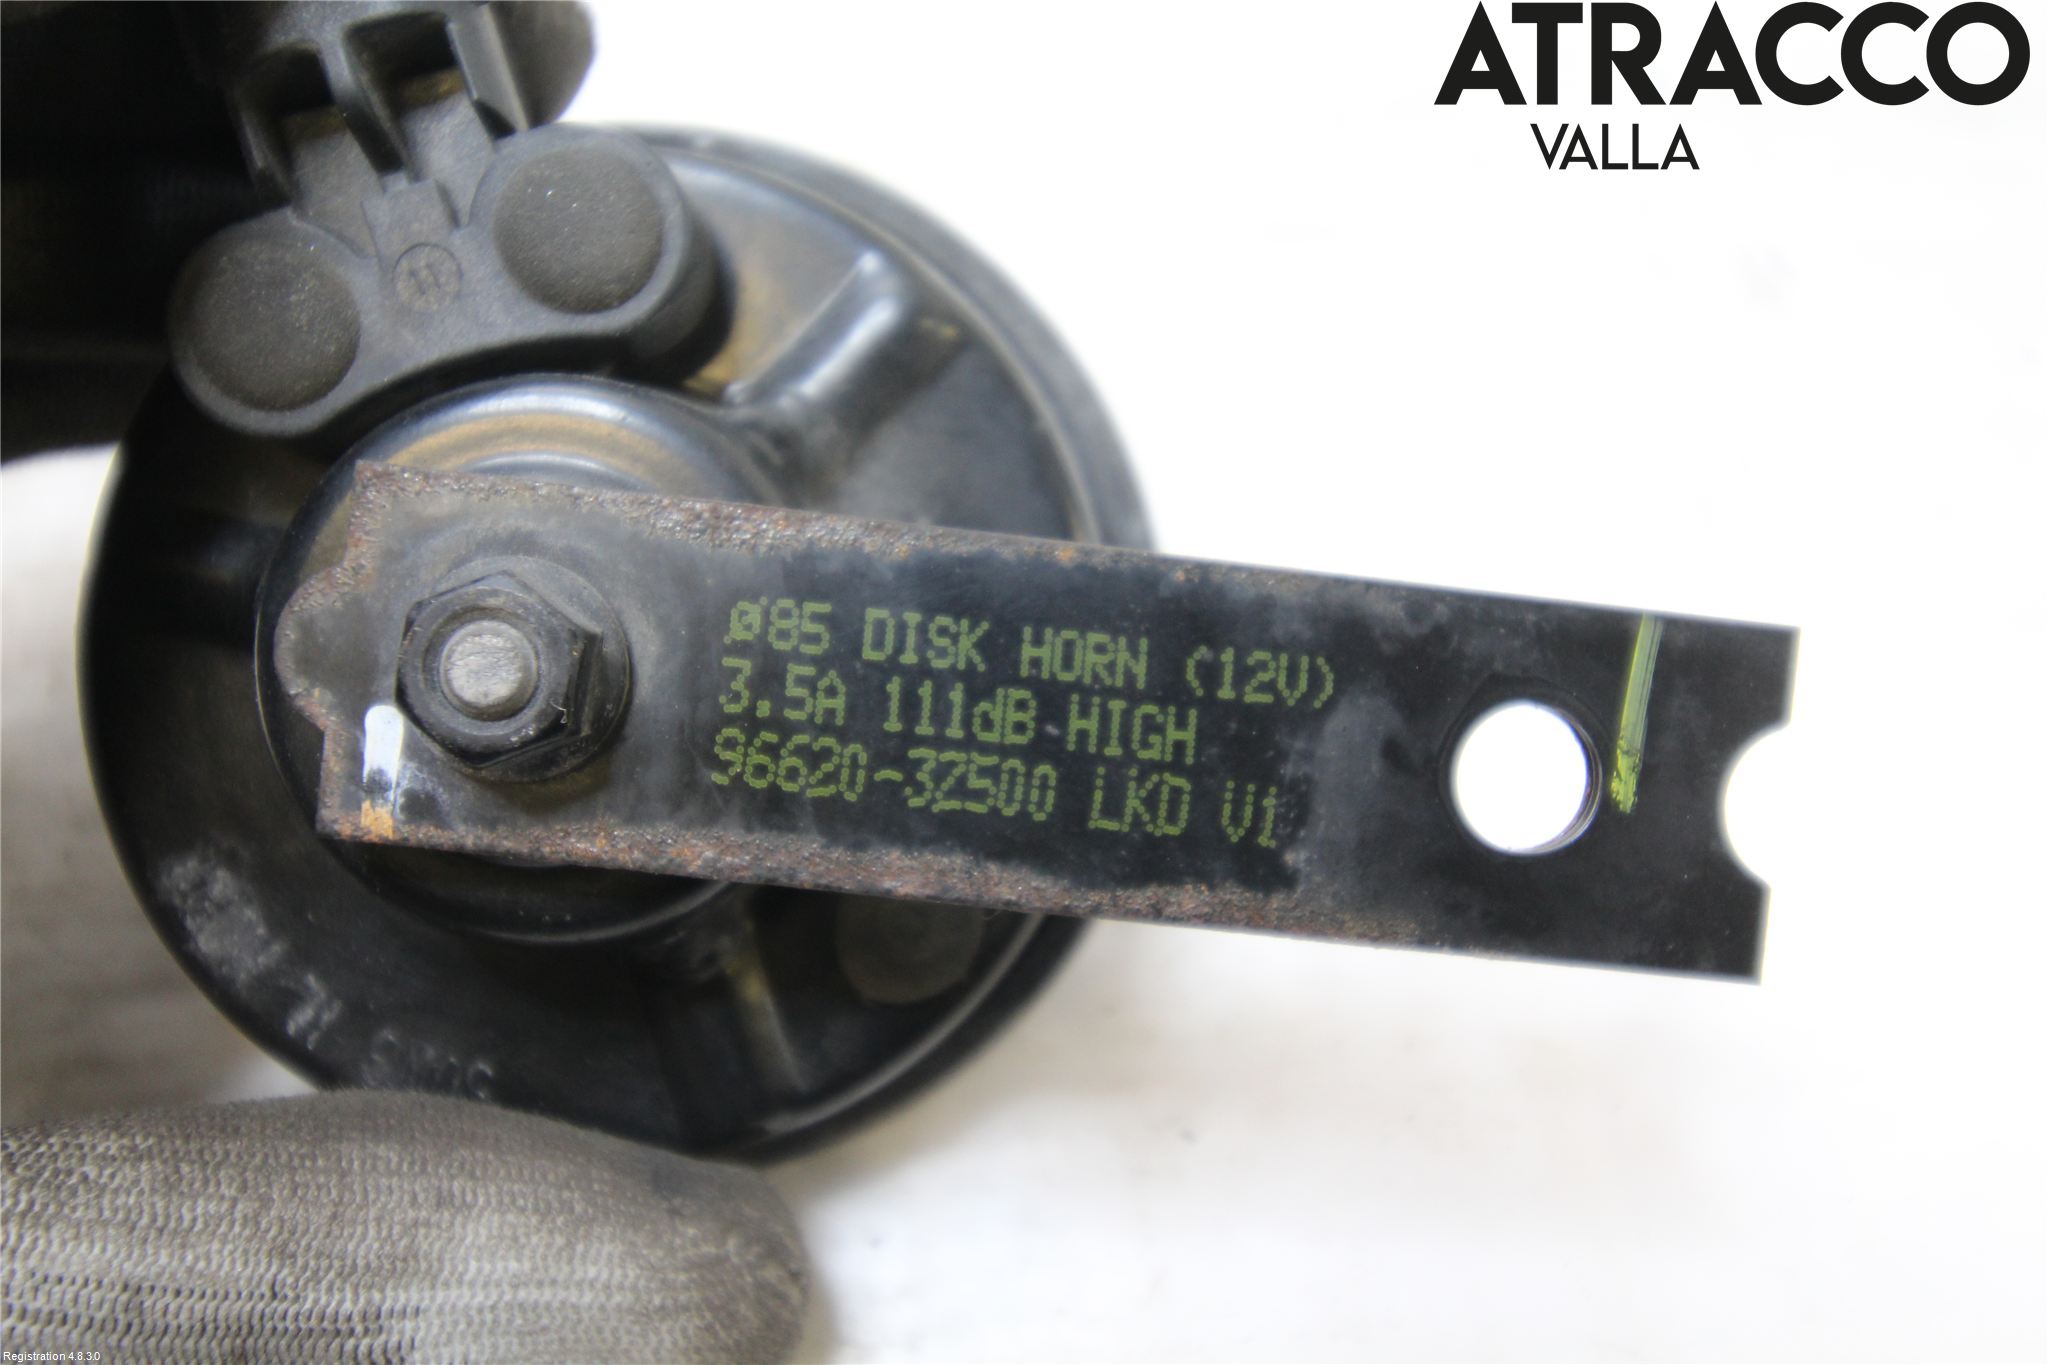 ATRACCO
VALLA
11
Ø85 DISK HORN (12V)
3.5A 111dB HIGH
96620-3Z500 LKD V1
Registration 4.8.3.0